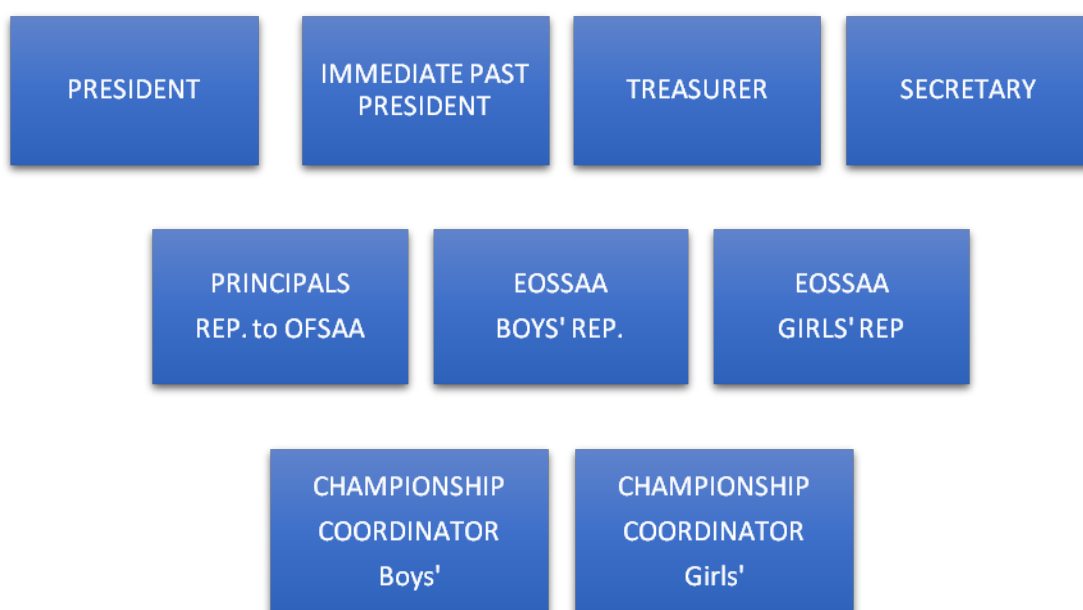 PRESIDENT
IMMEDIATE PAST
PRESIDENT
TREASURER
SECRETARY
PRINCIPALS
REP. to OFSAA
EOSSAA
BOYS' REP.
EOSSAA
GIRLS' REP
CHAMPIONSHIP
COORDINATOR
Boys'
CHAMPIONSHIP
COORDINATOR
Girls'